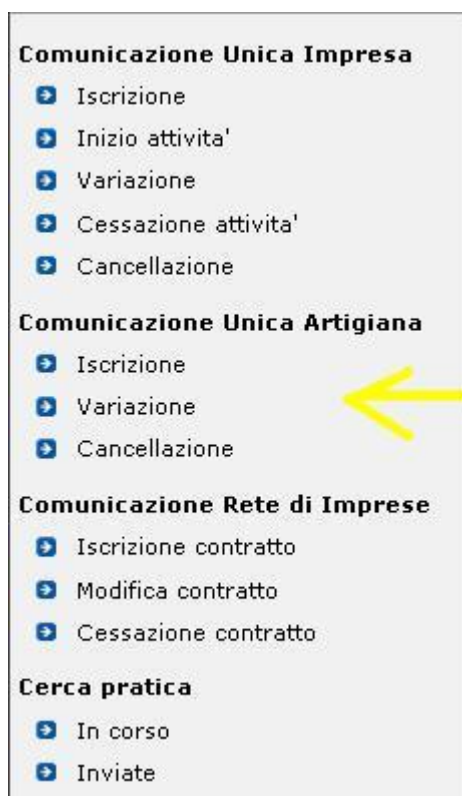 Comunicazione Unica Impresa
Iscrizione
Inizio attivita'
Variazione
Cessazione attivita'
Cancellazione
Comunicazione Unica Artigiana
Iscrizione
Variazione
Cancellazione
Comunicazione Rete di Imprese
Iscrizione contratto
Modifica contratto
Cessazione contratto
Cerca pratica
In corso
Inviate